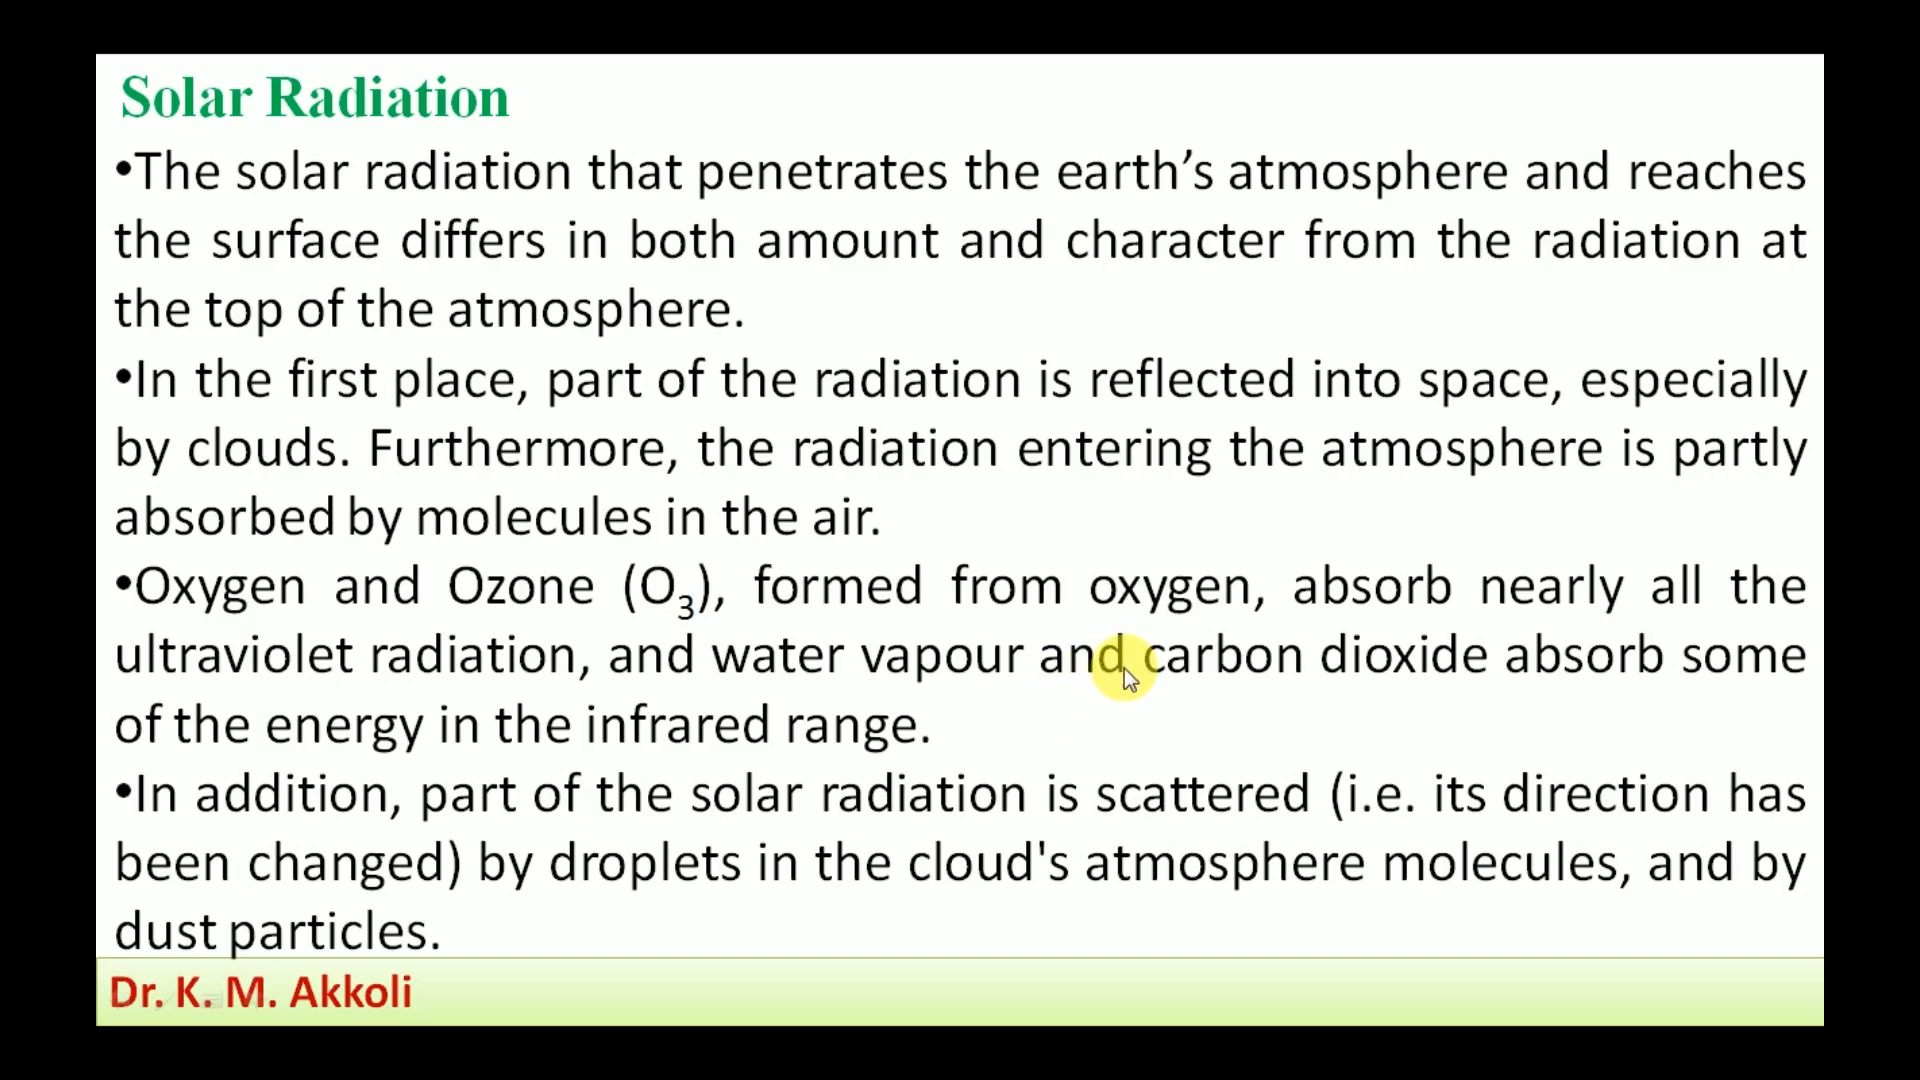 Solar Radiation
•The solar radiation that penetrates the earth’s atmosphere and reaches
the surface differs in both amount and character from the radiation at
the top of the atmosphere.
•In the first place, part of the radiation is reflected into space, especially
by clouds. Furthermore, the radiation entering the atmosphere is partly
absorbed by molecules in the air.
•Oxygen and Ozone (O₃), formed from oxygen, absorb nearly all the
ultraviolet radiation, and water vapour and carbon dioxide absorb some
of the energy in the infrared range.
•In addition, part of the solar radiation is scattered (i.e. its direction has
been changed) by droplets in the cloud's atmosphere molecules, and by
dust particles.
Dr. K. M. Akkoli